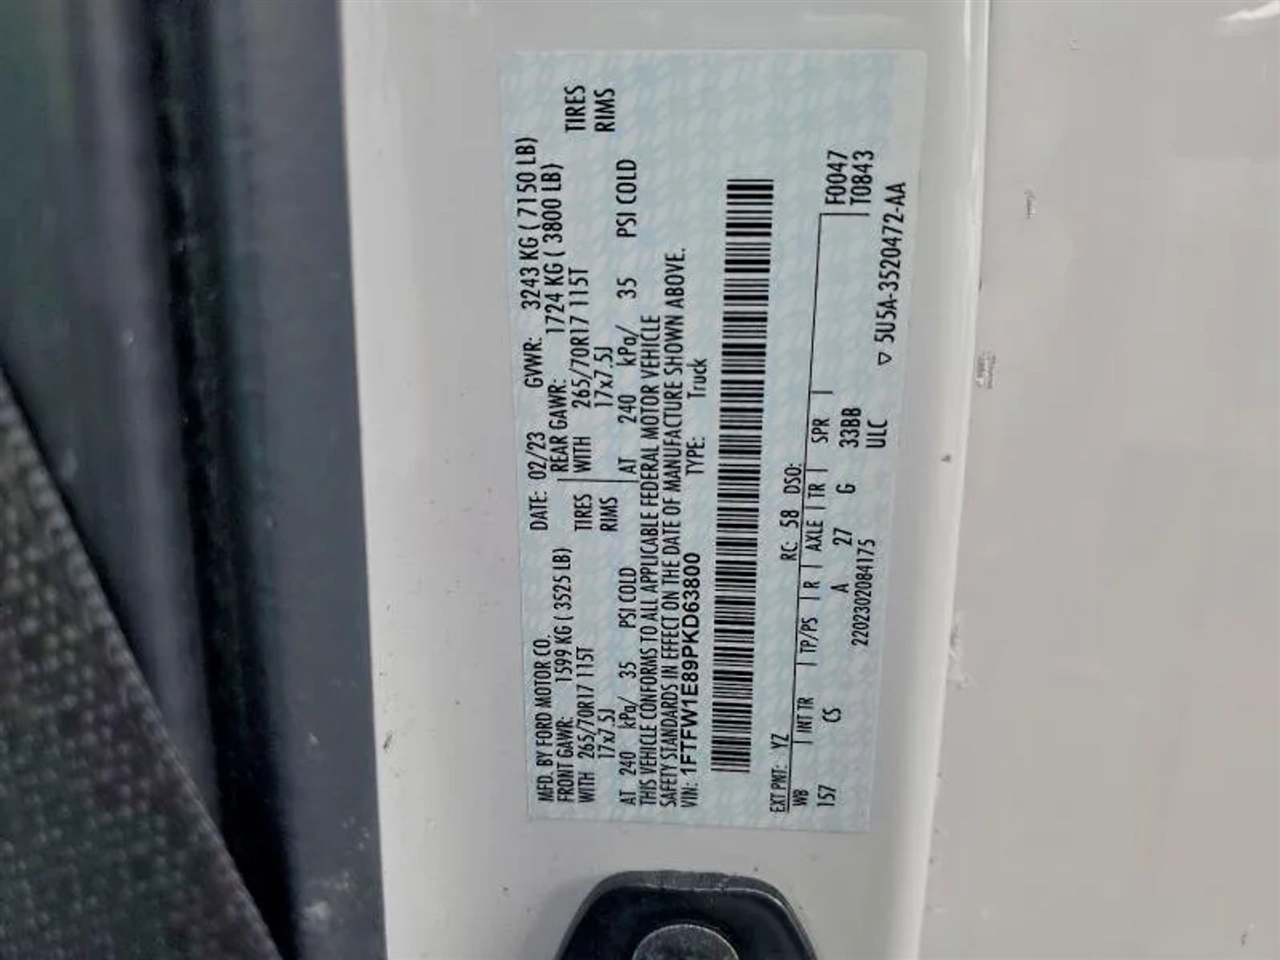 MFD. BY FORD MOTOR CO. DATE: 02/23 GVWR: 3243 KG ( 7150 LB)
FRONT GAWR: 1599 KG ( 3525 LB) REAR GAWR: 1724 KG ( 3800 LB)
WITH 265/70R17 115T TIRES WITH 265/70R17 115T TIRES
17x7.5J RIMS 17x7.5J RIMS
AT 240 kPa/ 35 PSI COLD AT 240 kPa/ 35 PSI COLD
THIS VEHICLE CONFORMS TO ALL APPLICABLE FEDERAL MOTOR VEHICLE
SAFETY STANDARDS IN EFFECT ON THE DATE OF MANUFACTURE SHOWN ABOVE.
VIN: 1FTFW1E89PKD63800 TYPE: Truck
EXT PNT: YZ RC: 58 DSO:
WB INT TR TP/PS R AXLE TR SPR F0047
157 CS A 27 G 33BB T0843
2202302084175 ULC
▽ 5U5A-3520472-AA